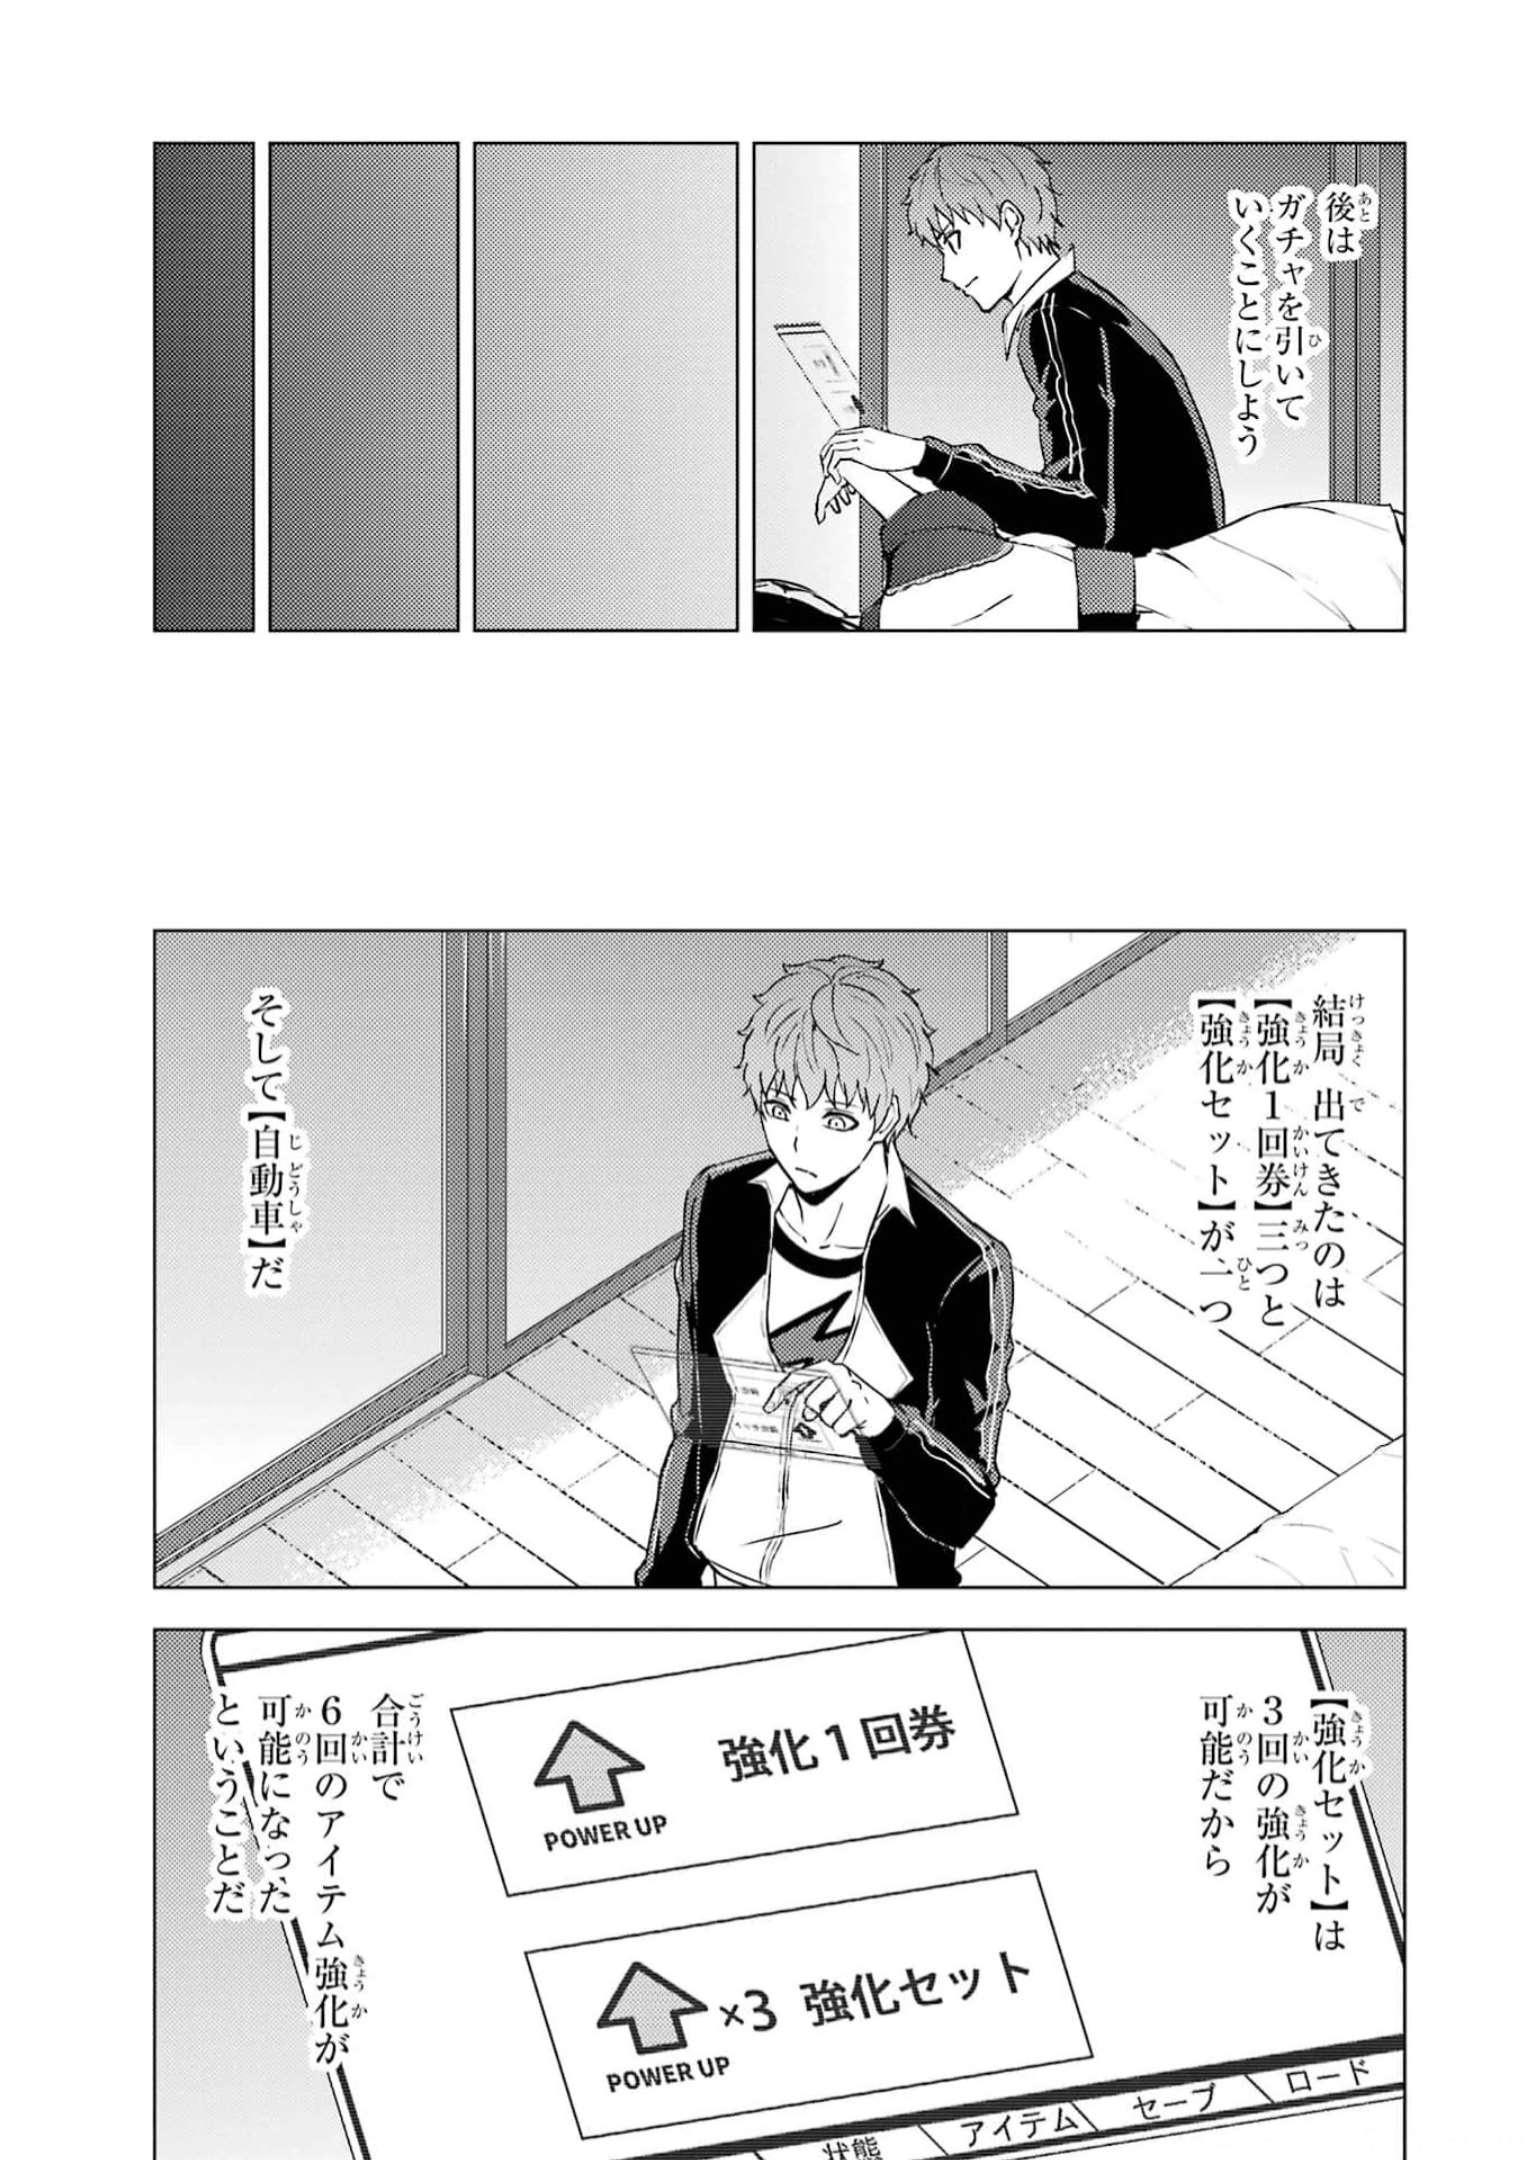 後は
ガチャを引いて
いくことにしよう
結局 出てきたのは
【強化1回券】三つと
【強化セット】が一つ
そして【自動車】だ
【強化セット】は
3回の強化が
可能だから
強化1回券
POWER UP
×3 強化セット
POWER UP
合計で
6回のアイテム強化が
可能になった
ということだ
状態
アイテム
セーブ
ロード